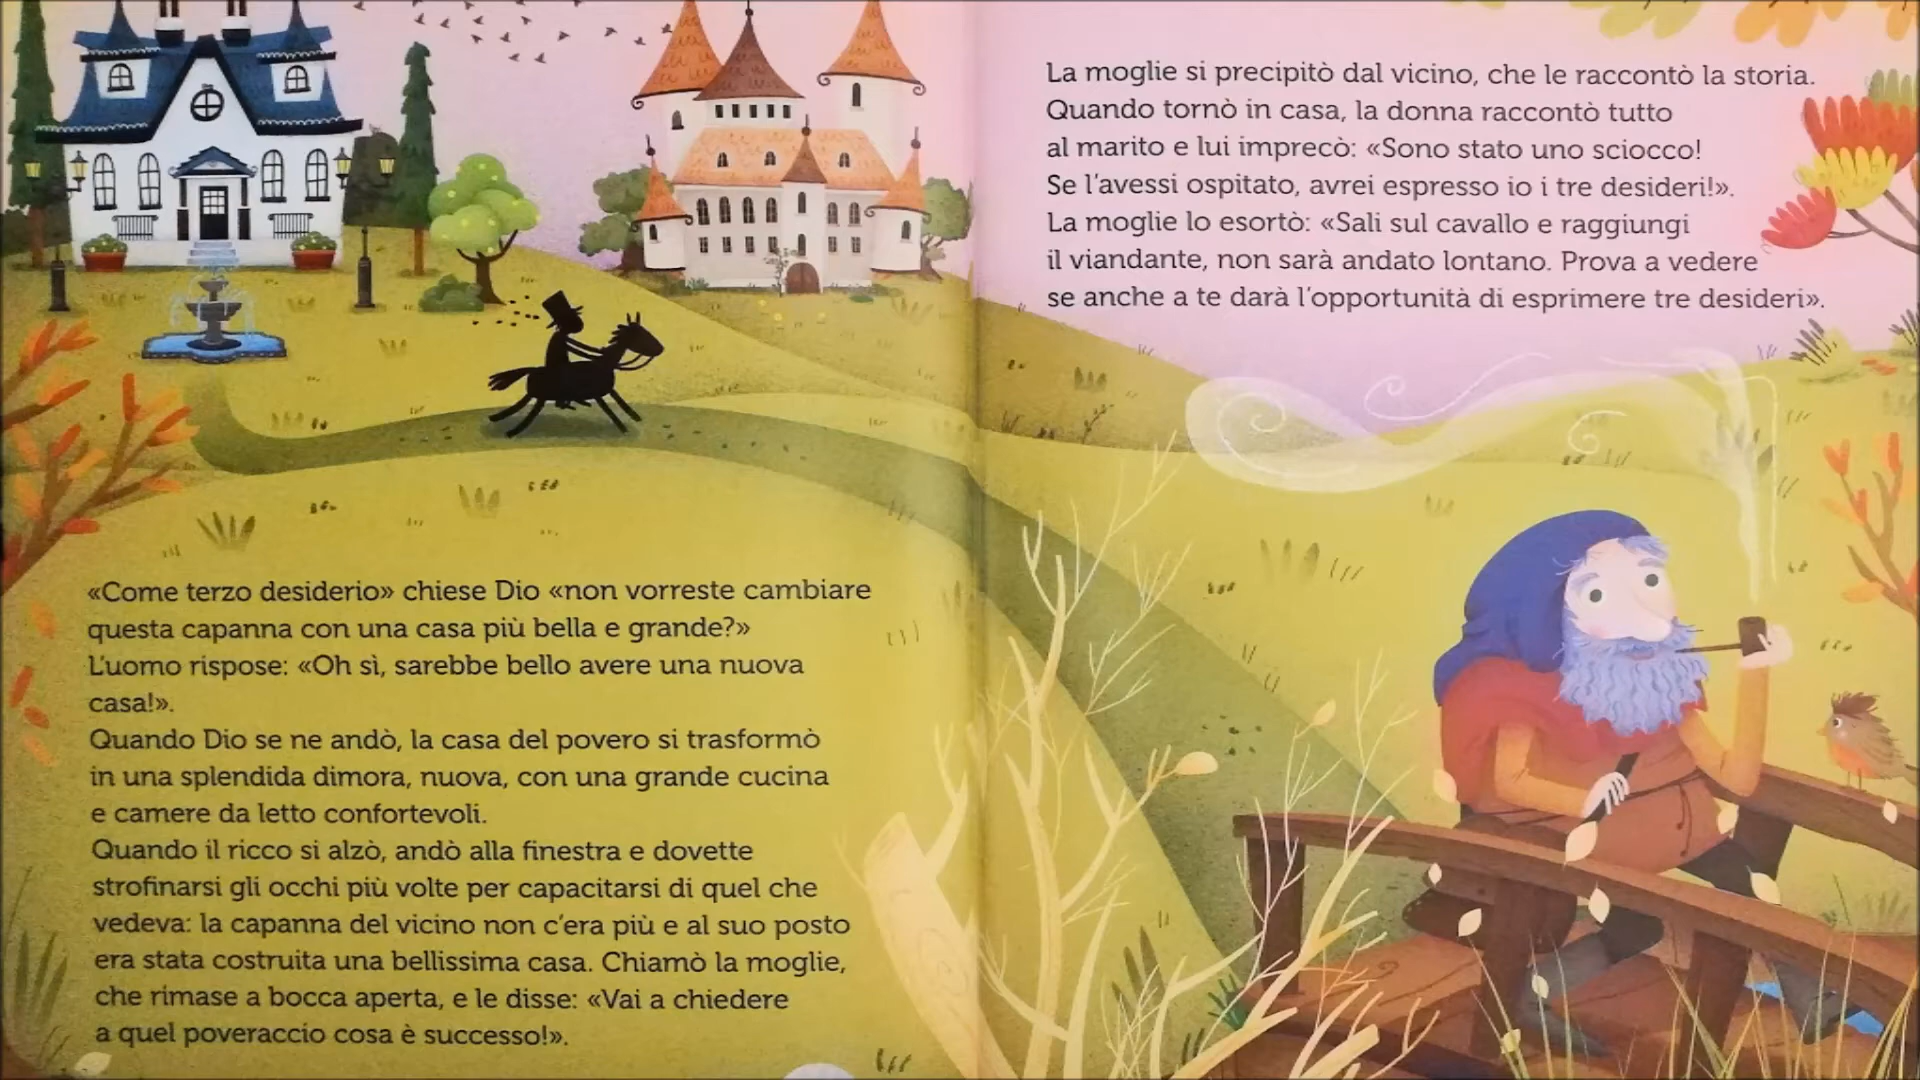 «Come terzo desiderio» chiese Dio «non vorreste cambiare
questa capanna con una casa più bella e grande?»
L'uomo rispose: «Oh sì, sarebbe bello avere una nuova
casa!».
Quando Dio se ne andò, la casa del povero si trasformò
in una splendida dimora, nuova, con una grande cucina
e camere da letto confortevoli.
Quando il ricco si alzò, andò alla finestra e dovette
strofinarsi gli occhi più volte per capacitarsi di quel che
vedeva: la capanna del vicino non c'era più e al suo posto
era stata costruita una bellissima casa. Chiamò la moglie,
che rimase a bocca aperta, e le disse: «Vai a chiedere
a quel poveraccio cosa è successo!».
La moglie si precipitò dal vicino, che le raccontò la storia.
Quando tornò in casa, la donna raccontò tutto
al marito e lui imprecò: «Sono stato uno sciocco!
Se l'avessi ospitato, avrei espresso io i tre desideri!».
La moglie lo esortò: «Sali sul cavallo e raggiungi
il viandante, non sarà andato lontano. Prova a vedere
se anche a te darà l'opportunità di esprimere tre desideri».